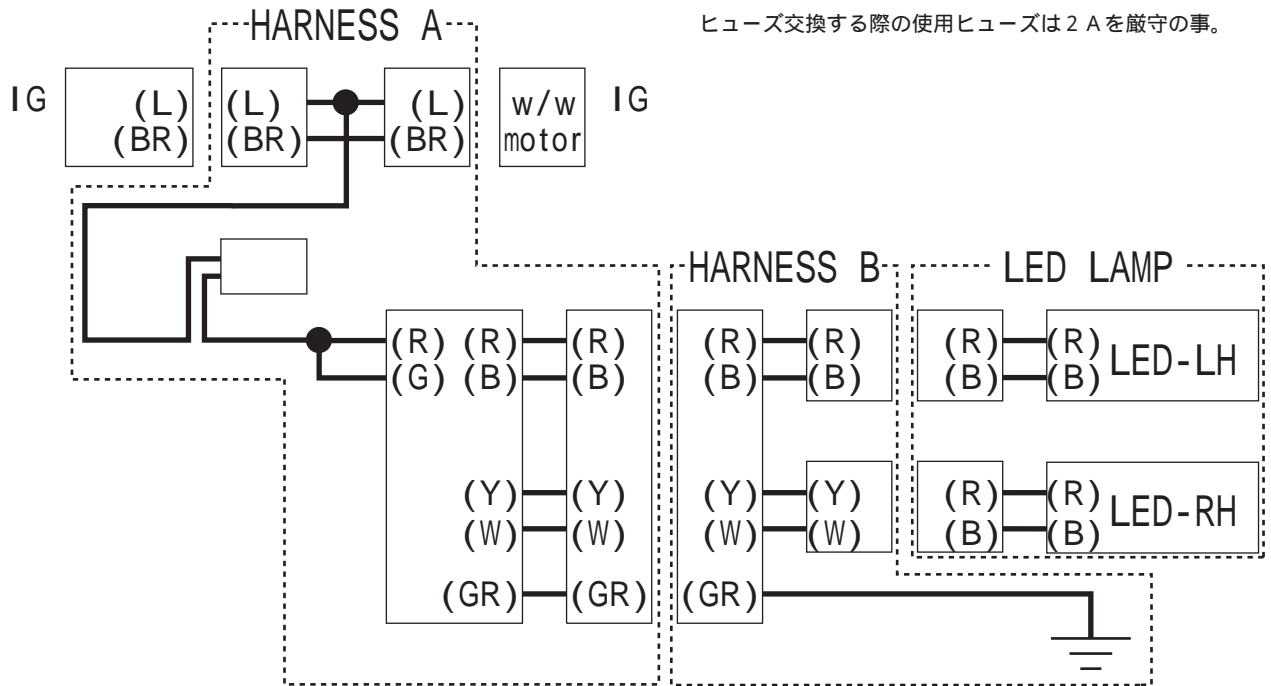 HARNESS A
ヒューズ交換する際の使用ヒューズは2Aを厳守の事。
IG
(L)
(BR)
(L)
(BR)
(L)
(BR)
w/w
motor
IG
HARNESS B
LED LAMP
(R) (R)
(G) (B)
(Y)
(W)
(GR)
(R)
(B)
(Y)
(W)
(GR)
(R)
(B)
(Y)
(W)
(GR)
(R)
(B)
(Y)
(W)
(R)
(B)
(R)
(B)
LED-LH
(R)
(B)
(R)
(B)
LED-RH